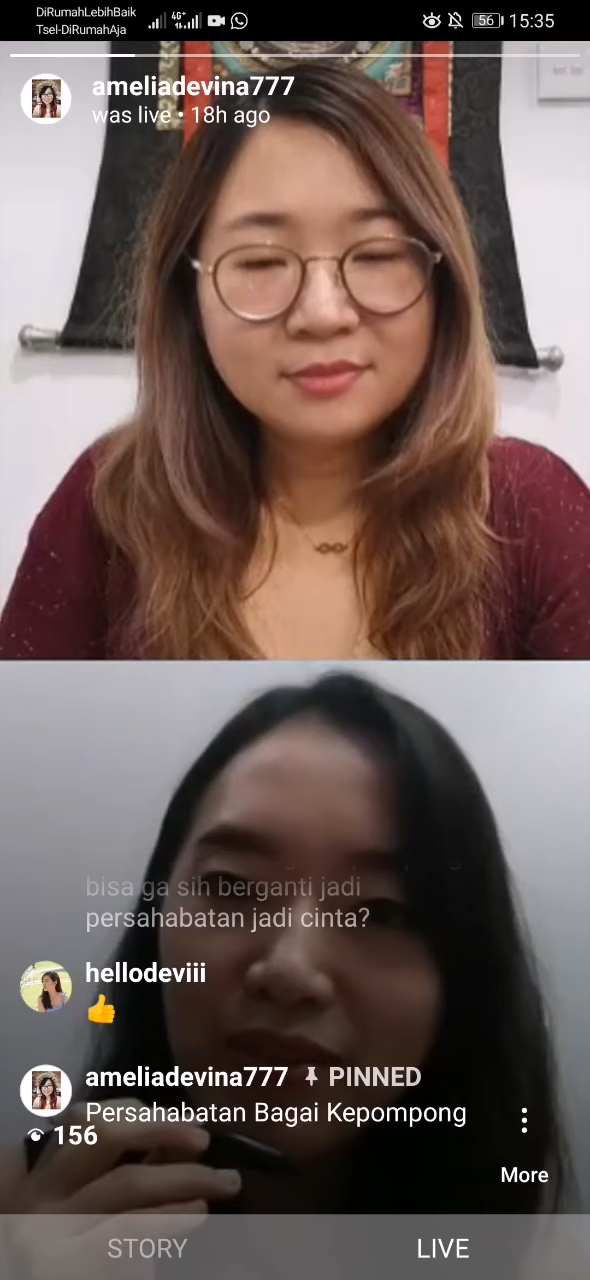 DiRumahLebihBaik
Tsel-DiRumahAja
4G+
56
15:35
ameliadevina777
was live • 18h ago
bisa ga sih berganti jadi
persahabatan jadi cinta?
hellodeviii
👍
ameliadevina777 PINNED
Persahabatan Bagai Kepompong
156
More
STORY
LIVE